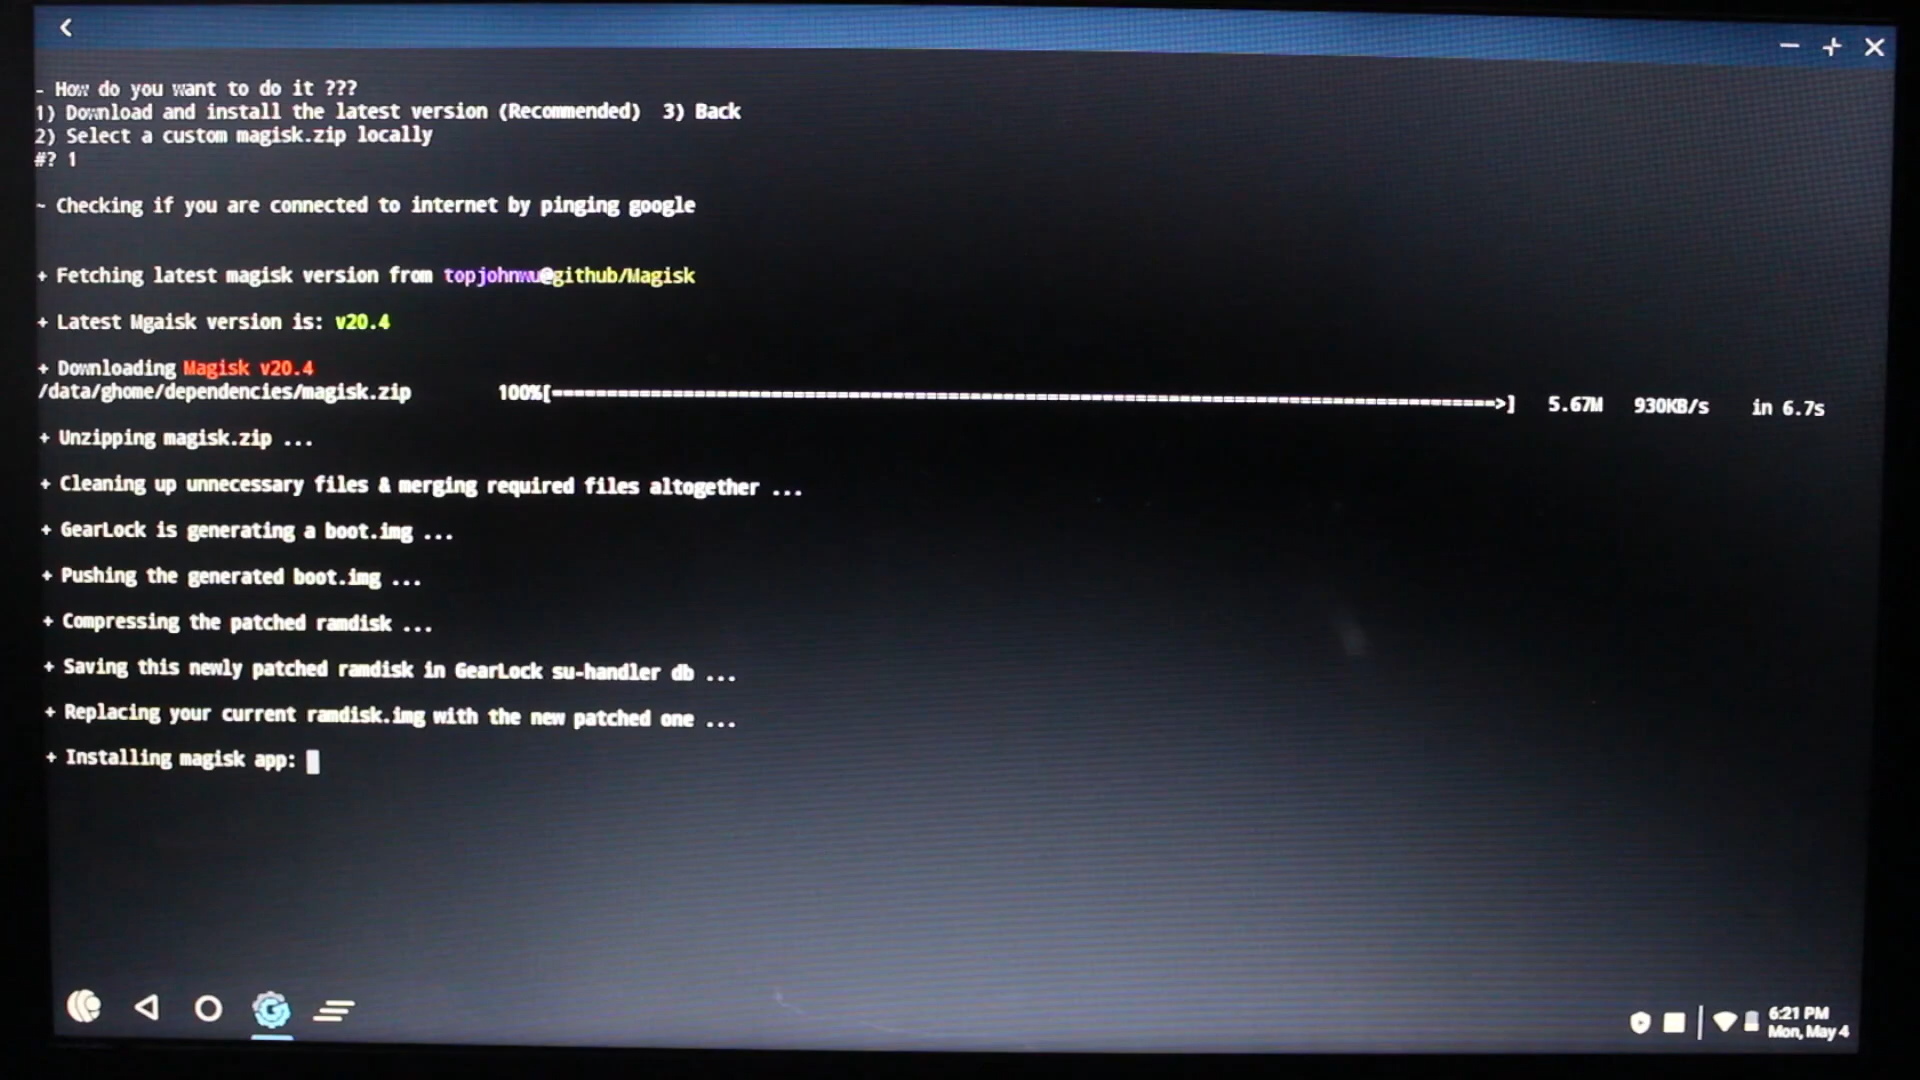 - How do you want to do it ???
1) Download and install the latest version (Recommended)  3) Back
2) Select a custom magisk.zip locally
#? 1
~ Checking if you are connected to internet by pinging google
+ Fetching latest magisk version from topjohnwu@github/Magisk
+ Latest Mgaisk version is: v20.4
+ Downloading Magisk v20.4
/data/ghome/dependencies/magisk.zip 100%[==================================================>] 5.67M 930KB/s in 6.7s
+ Unzipping magisk.zip ...
+ Cleaning up unnecessary files & merging required files altogether ...
+ GearLock is generating a boot.img ...
+ Pushing the generated boot.img ...
+ Compressing the patched ramdisk ...
+ Saving this newly patched ramdisk in GearLock su-handler db ...
+ Replacing your current ramdisk.img with the new patched one ...
+ Installing magisk app:
6:21 PM
Mon, May 4